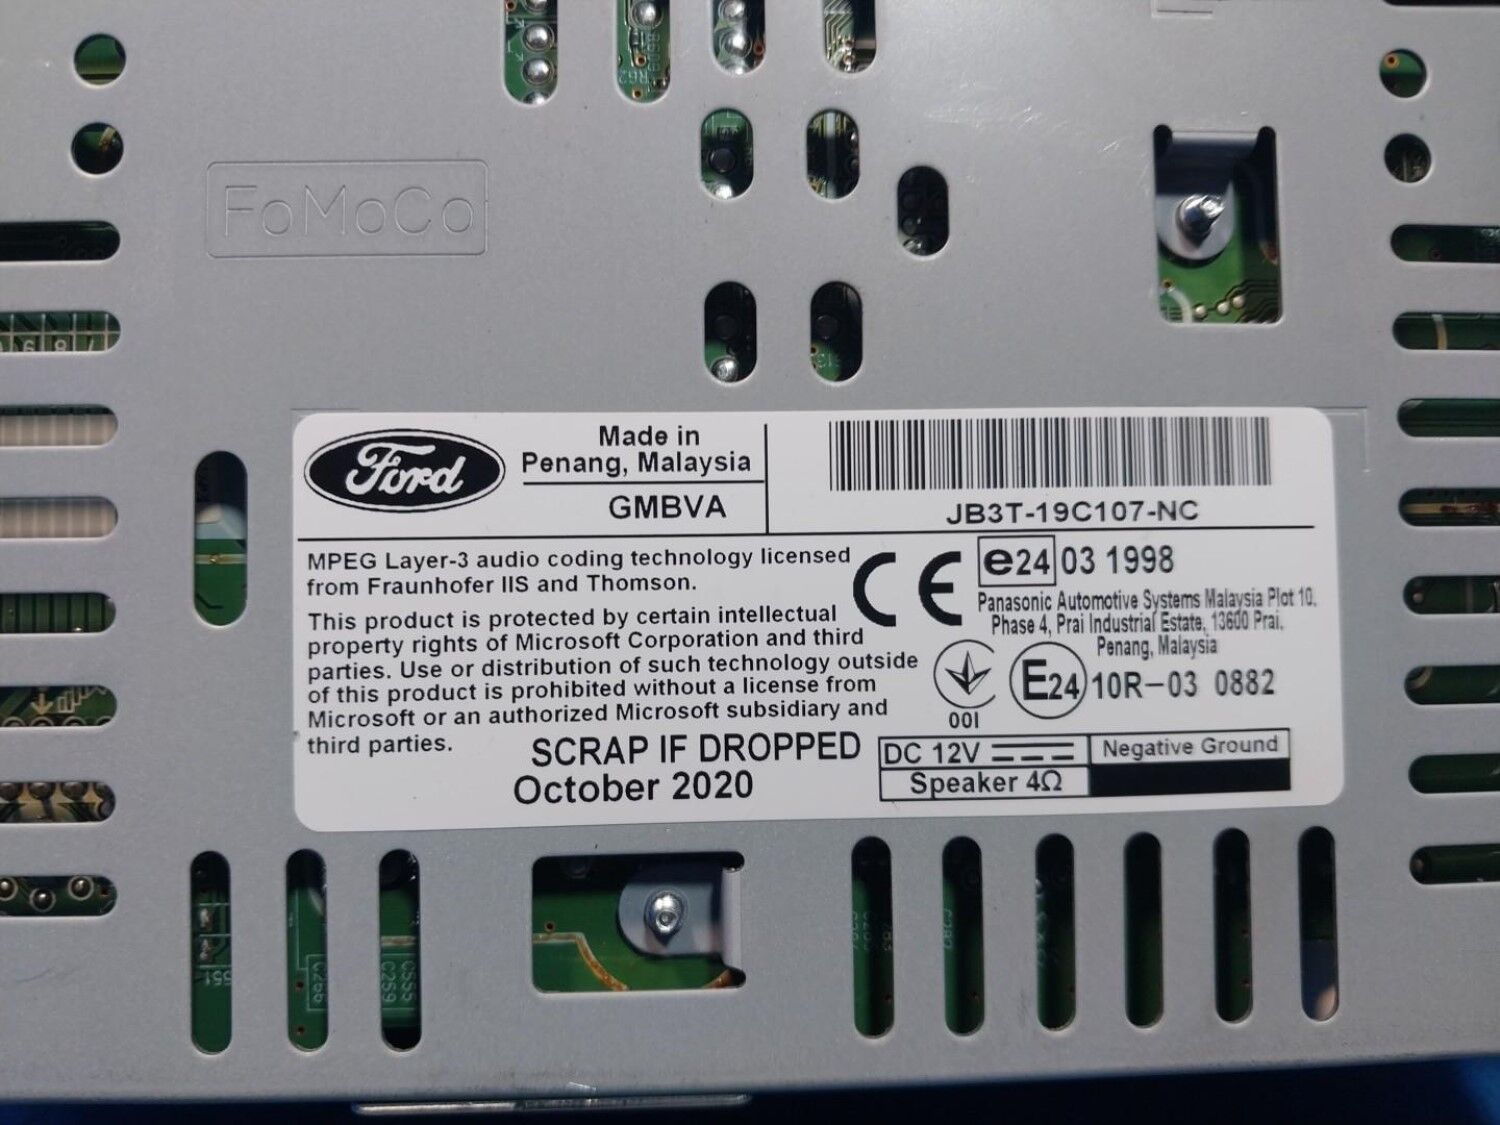 FoMoCo
Ford
Made in
Penang, Malaysia
GMBVA
JB3T-19C107-NC
MPEG Layer-3 audio coding technology licensed
from Fraunhofer IIS and Thomson.
This product is protected by certain intellectual
property rights of Microsoft Corporation and third
parties. Use or distribution of such technology outside
of this product is prohibited without a license from
Microsoft or an authorized Microsoft subsidiary and
third parties.
CE
e24 03 1998
Panasonic Automotive Systems Malaysia Plot 10,
Phase 4, Prai Industrial Estate, 13600 Prai.
Penang, Malaysia
001
E24 10R-03 0882
SCRAP IF DROPPED
October 2020
DC 12V
Negative Ground
Speaker 4Ω
C266
C555
C259